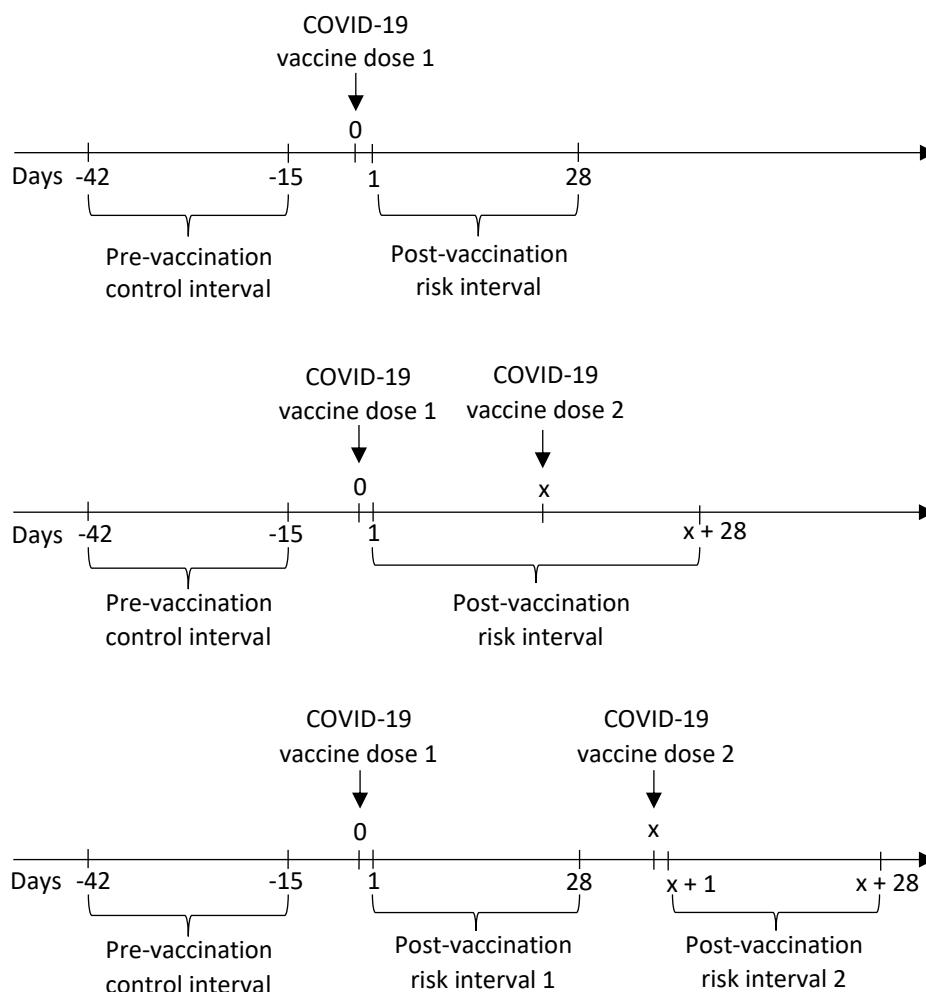 COVID-19
vaccine dose 1
0
Days -42 -15 1 28
Pre-vaccination
control interval
Post-vaccination
risk interval
COVID-19
vaccine dose 1
COVID-19
vaccine dose 2
0 x
Days -42 -15 1 x + 28
Pre-vaccination
control interval
Post-vaccination
risk interval
COVID-19
vaccine dose 1
COVID-19
vaccine dose 2
0 x
Days -42 -15 1 28 x + 1 x + 28
Pre-vaccination
control interval
Post-vaccination
risk interval 1
Post-vaccination
risk interval 2